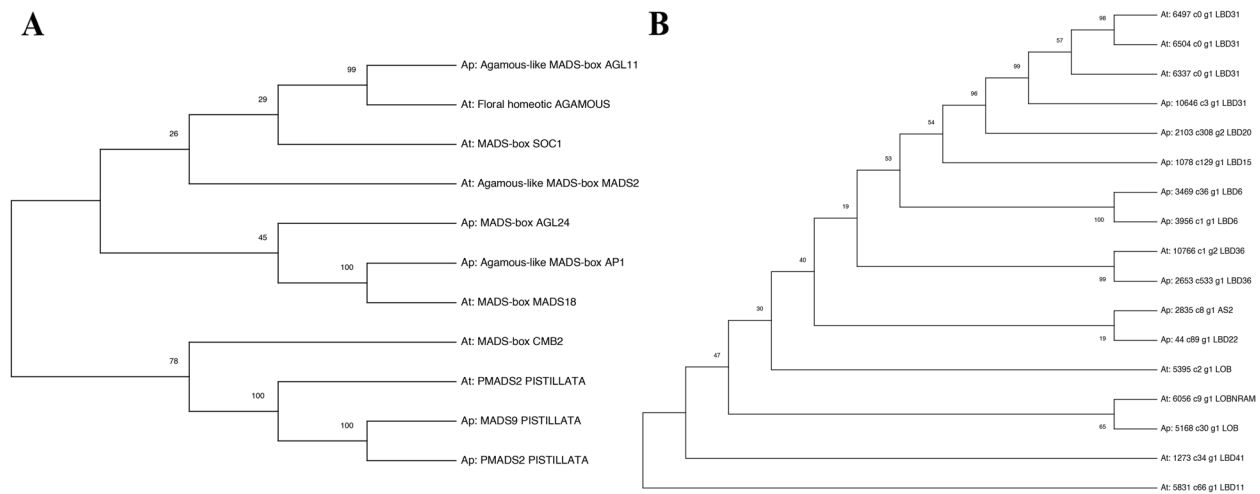 A
99
Ap: Agamous-like MADS-box AGL11
29
At: Floral homeotic AGAMOUS
26
At: MADS-box SOC1
At: Agamous-like MADS-box MADS2
45
Ap: MADS-box AGL24
100
Ap: Agamous-like MADS-box AP1
At: MADS-box MADS18
78
At: MADS-box CMB2
100
At: PMADS2 PISTILLATA
100
Ap: MADS9 PISTILLATA
Ap: PMADS2 PISTILLATA
B
98
At: 6497 c0 g1 LBD31
57
At: 6504 c0 g1 LBD31
99
At: 6337 c0 g1 LBD31
96
Ap: 10646 c3 g1 LBD31
54
Ap: 2103 c308 g2 LBD20
53
Ap: 1078 c129 g1 LBD15
Ap: 3469 c36 g1 LBD6
100
Ap: 3956 c1 g1 LBD6
19
At: 10766 c1 g2 LBD36
99
Ap: 2653 c533 g1 LBD36
40
Ap: 2835 c8 g1 AS2
19
Ap: 44 c89 g1 LBD22
30
At: 5395 c2 g1 LOB
47
At: 6056 c9 g1 LOBNRAM
65
Ap: 5168 c30 g1 LOB
At: 1273 c34 g1 LBD41
At: 5831 c66 g1 LBD11